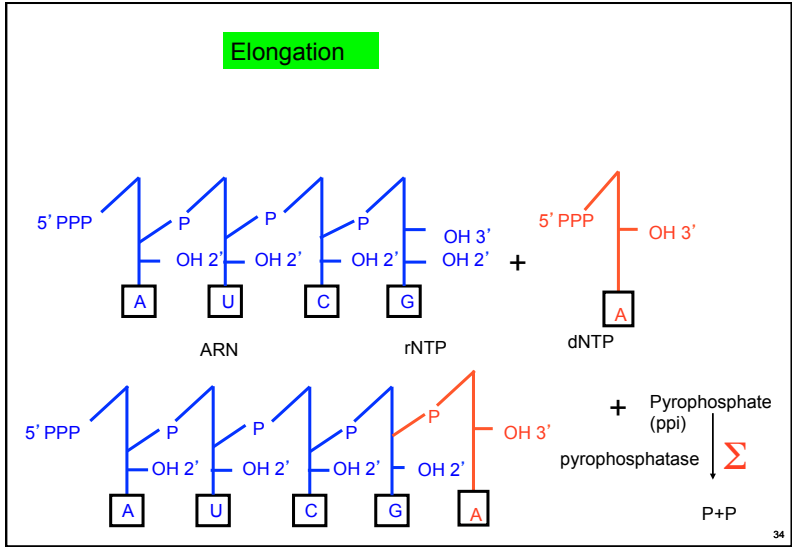 Elongation
5’ PPP P P P OH 3’ 5’ PPP OH 3’
OH 2’ OH 2’ OH 2’ OH 2’ +
A U C G A
ARN rNTP dNTP
5’ PPP P P P P OH 3’ + Pyrophosphate
(ppi)
OH 2’ OH 2’ OH 2’ OH 2’ pyrophosphatase Σ
A U C G A P+P
34